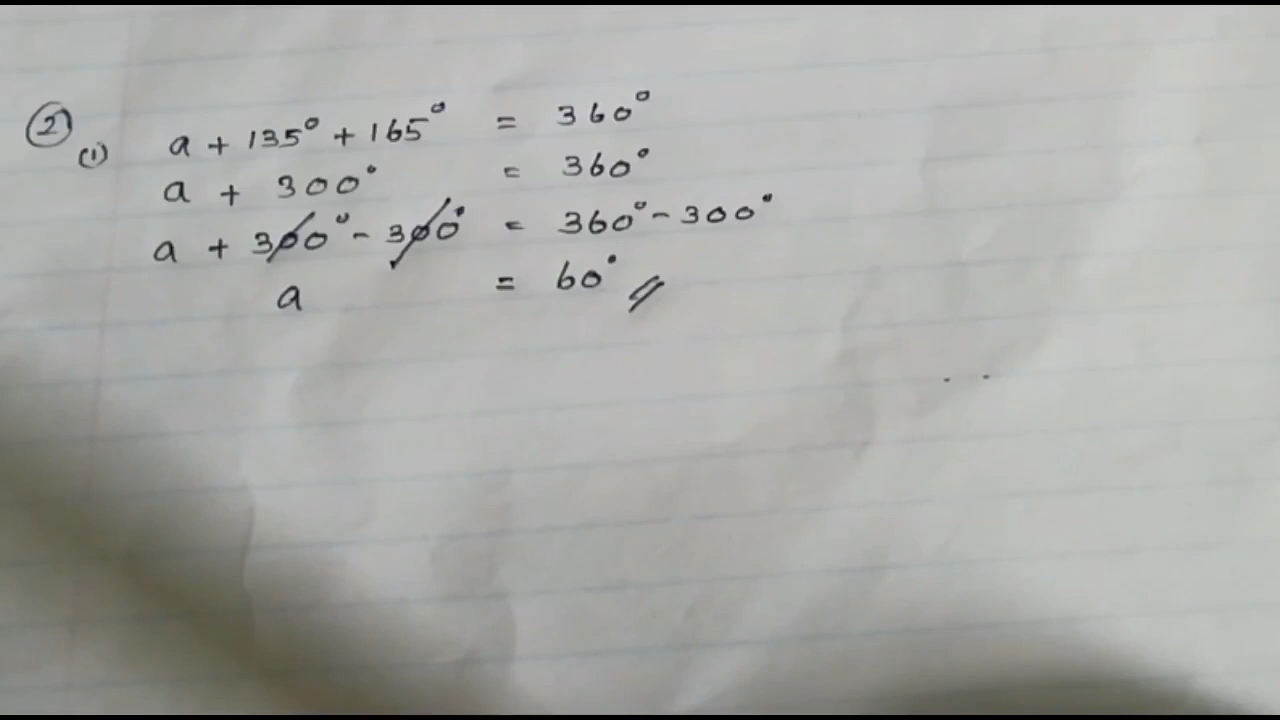 ② (i) a + 135° + 165° = 360°
a + 300° = 360°
a + 300° - 300° = 360° - 300°
a = 60° //